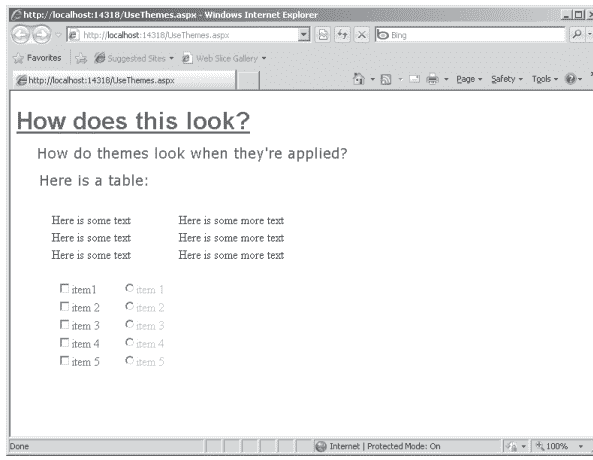 http://localhost:14318/UseThemes.aspx - Windows Internet Explorer
http://localhost:14318/UseThemes.aspx
Bing
Favorites Suggested Sites Web Slice Gallery
http://localhost:14318/UseThemes.aspx Page Safety Tools
How does this look?
How do themes look when they're applied?
Here is a table:
Here is some text Here is some more text
Here is some text Here is some more text
Here is some text Here is some more text
item1 item 1
item 2 item 2
item 3 item 3
item 4 item 4
item 5 item 5
Done Internet | Protected Mode: On 100%